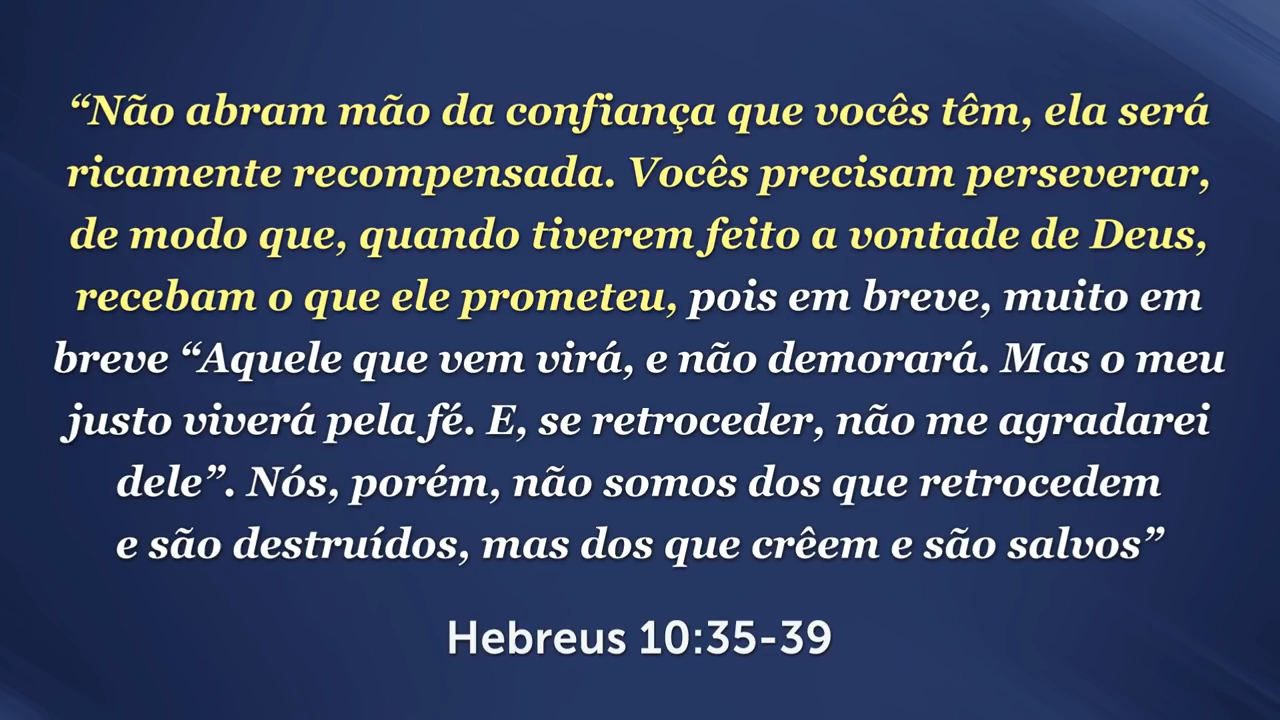 “Não abram mão da confiança que vocês têm, ela será
ricamente recompensada. Vocês precisam perseverar,
de modo que, quando tiverem feito a vontade de Deus,
recebam o que ele prometeu, pois em breve, muito em
breve “Aquele que vem virá, e não demorará. Mas o meu
justo viverá pela fé. E, se retroceder, não me agradarei
dele”. Nós, porém, não somos dos que retrocedem
e são destruídos, mas dos que crêem e são salvos”
Hebreus 10:35-39